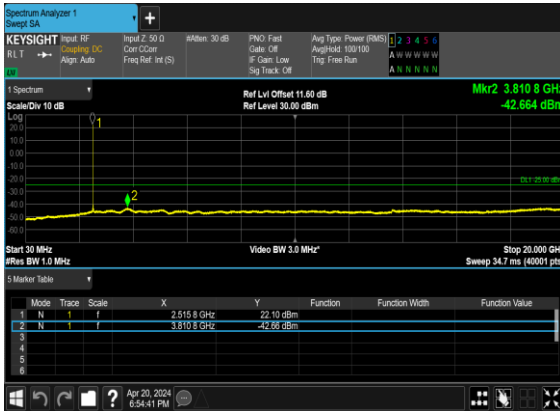 Spectrum Analyzer 1
Swept SA
+
KEYSIGHT
RLT
LXI
Input: RF
Coupling: DC
Align: Auto
Input Z: 50 Ω
Corr CCorr
Freq Ref: Int (S)
#Atten: 30 dB
PNO: Fast
Gate: Off
IF Gain: Low
Sig Track: Off
Avg Type: Power (RMS)
Avg|Hold: 100/100
Trig: Free Run
1 2 3 4 5 6
A W W W W W
A N N N N N
1 Spectrum
Scale/Div 10 dB
Ref Lvl Offset 11.60 dB
Ref Level 30.00 dBm
Mkr2 3.810 8 GHz
-42.664 dBm
Log
20.0
10.0
0.00
-10.0
-20.0
-30.0
-40.0
-50.0
-60.0
1
2
DL1 -25.00 dBm
Start 30 MHz
#Res BW 1.0 MHz
Video BW 3.0 MHz*
Stop 20.000 GHz
Sweep 34.7 ms (40001 pts)
5 Marker Table
Mode Trace Scale X Y Function Function Width Function Value
1 N 1 f 2.515 8 GHz 22.10 dBm
2 N 1 f 3.810 8 GHz -42.66 dBm
3
4
5
6
?
Apr 20, 2024
6:54:41 PM